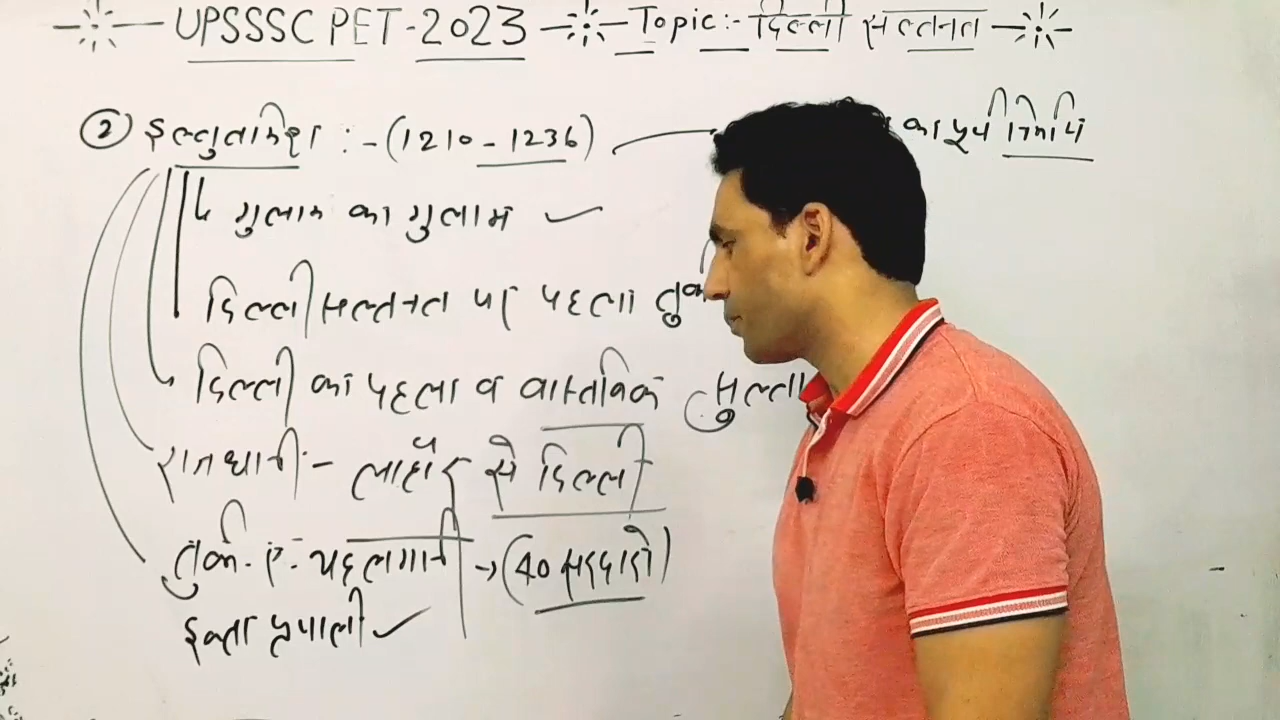 UPSSSC PET-2023 Topic:- दिल्ली सल्तनत
② इल्तुतमिश :- (1210 - 1236) का पूर्ण निर्माण
गुलाम का गुलाम ✓
दिल्ली सल्तनत पर पहला
दिल्ली का पहला व वास्तविक
राजधानी :- लाहौर से दिल्ली
तुर्कान-ए-चहलगानी → (40 सरदारो)
इक्ता प्रणाली ✓